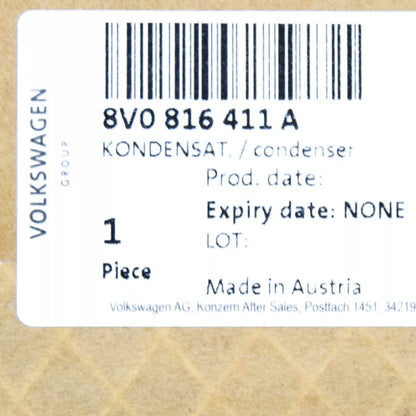 VOLKSWAGEN
GROUP
8V0 816 411 A
KONDENSAT. / condenser
Prod. date:
Expiry date: NONE
1
LOT:
Piece
Made in Austria
Volkswagen AG, Konzern After Sales, Postfach 1451, 34219